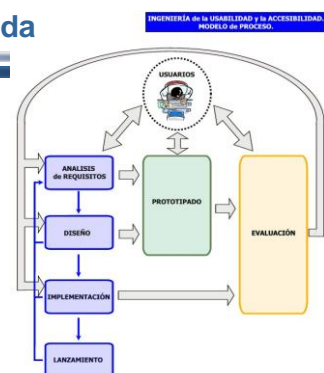 da
INGENIERÍA de la USABILIDAD y la ACCESIBILIDAD.
MODELO de PROCESO.
USUARIOS
ANALISIS
de REQUISITOS
PROTOTIPADO
DISEÑO
EVALUACIÓN
IMPLEMENTACIÓN
LANZAMIENTO